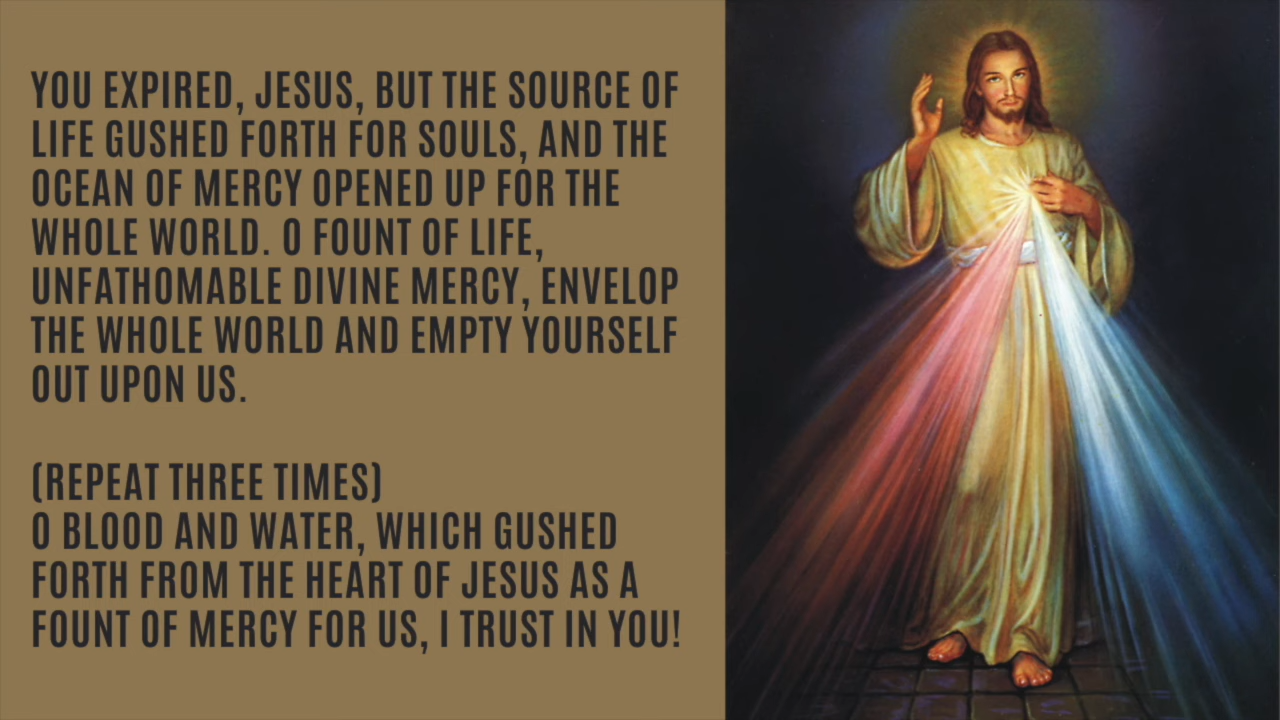 YOU EXPIRED, JESUS, BUT THE SOURCE OF
LIFE GUSHED FORTH FOR SOULS, AND THE
OCEAN OF MERCY OPENED UP FOR THE
WHOLE WORLD. O FOUNT OF LIFE,
UNFATHOMABLE DIVINE MERCY, ENVELOP
THE WHOLE WORLD AND EMPTY YOURSELF
OUT UPON US.
(REPEAT THREE TIMES)
O BLOOD AND WATER, WHICH GUSHED
FORTH FROM THE HEART OF JESUS AS A
FOUNT OF MERCY FOR US, I TRUST IN YOU!